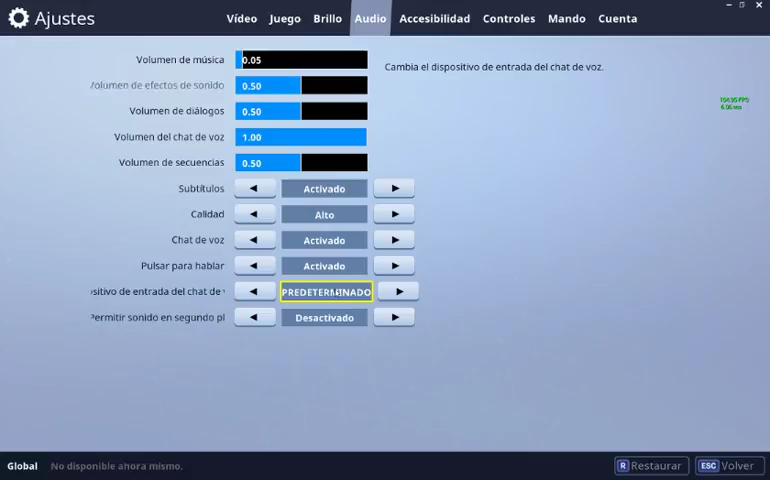 Ajustes
Vídeo Juego Brillo Audio Accesibilidad Controles Mando Cuenta
Volumen de música 0.05
Cambia el dispositivo de entrada del chat de voz.
Volumen de efectos de sonido 0.50
Volumen de diálogos 0.50
Volumen del chat de voz 1.00
Volumen de secuencias 0.50
Subtítulos Activado
Calidad Alto
Chat de voz Activado
Pulsar para hablar Activado
ositivo de entrada del chat de PREDETERMINADO
Permitir sonido en segundo pl Desactivado
Global No disponible ahora mismo.
R Restaurar ESC Volver